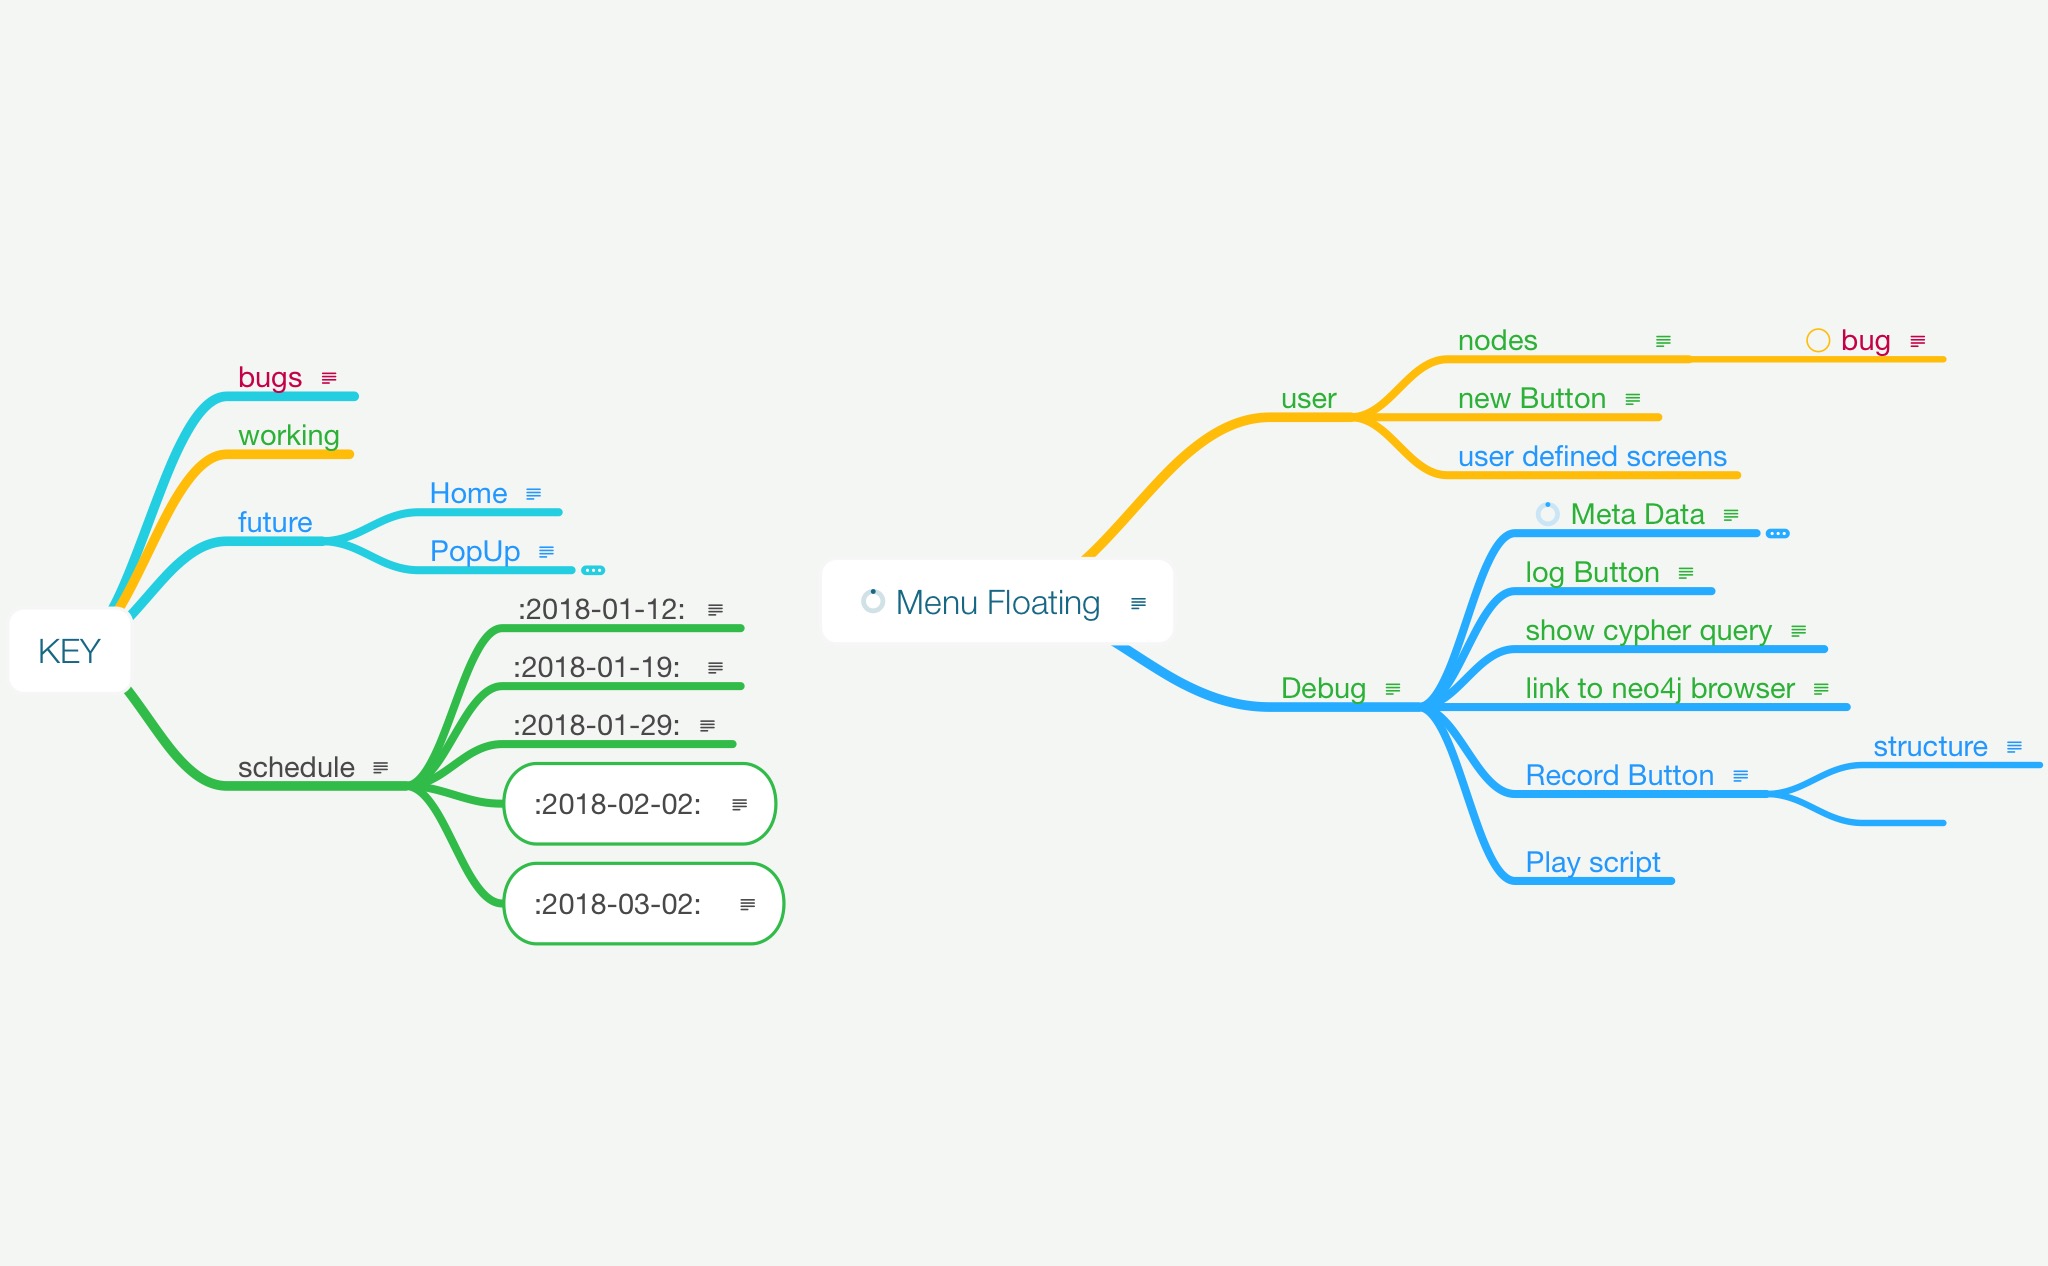 KEY
bugs
working
future
Home
PopUp
schedule
:2018-01-12:
:2018-01-19:
:2018-01-29:
:2018-02-02:
:2018-03-02:
Menu Floating
user
nodes
bug
new Button
user defined screens
Debug
Meta Data
log Button
show cypher query
link to neo4j browser
Record Button
structure
Play script